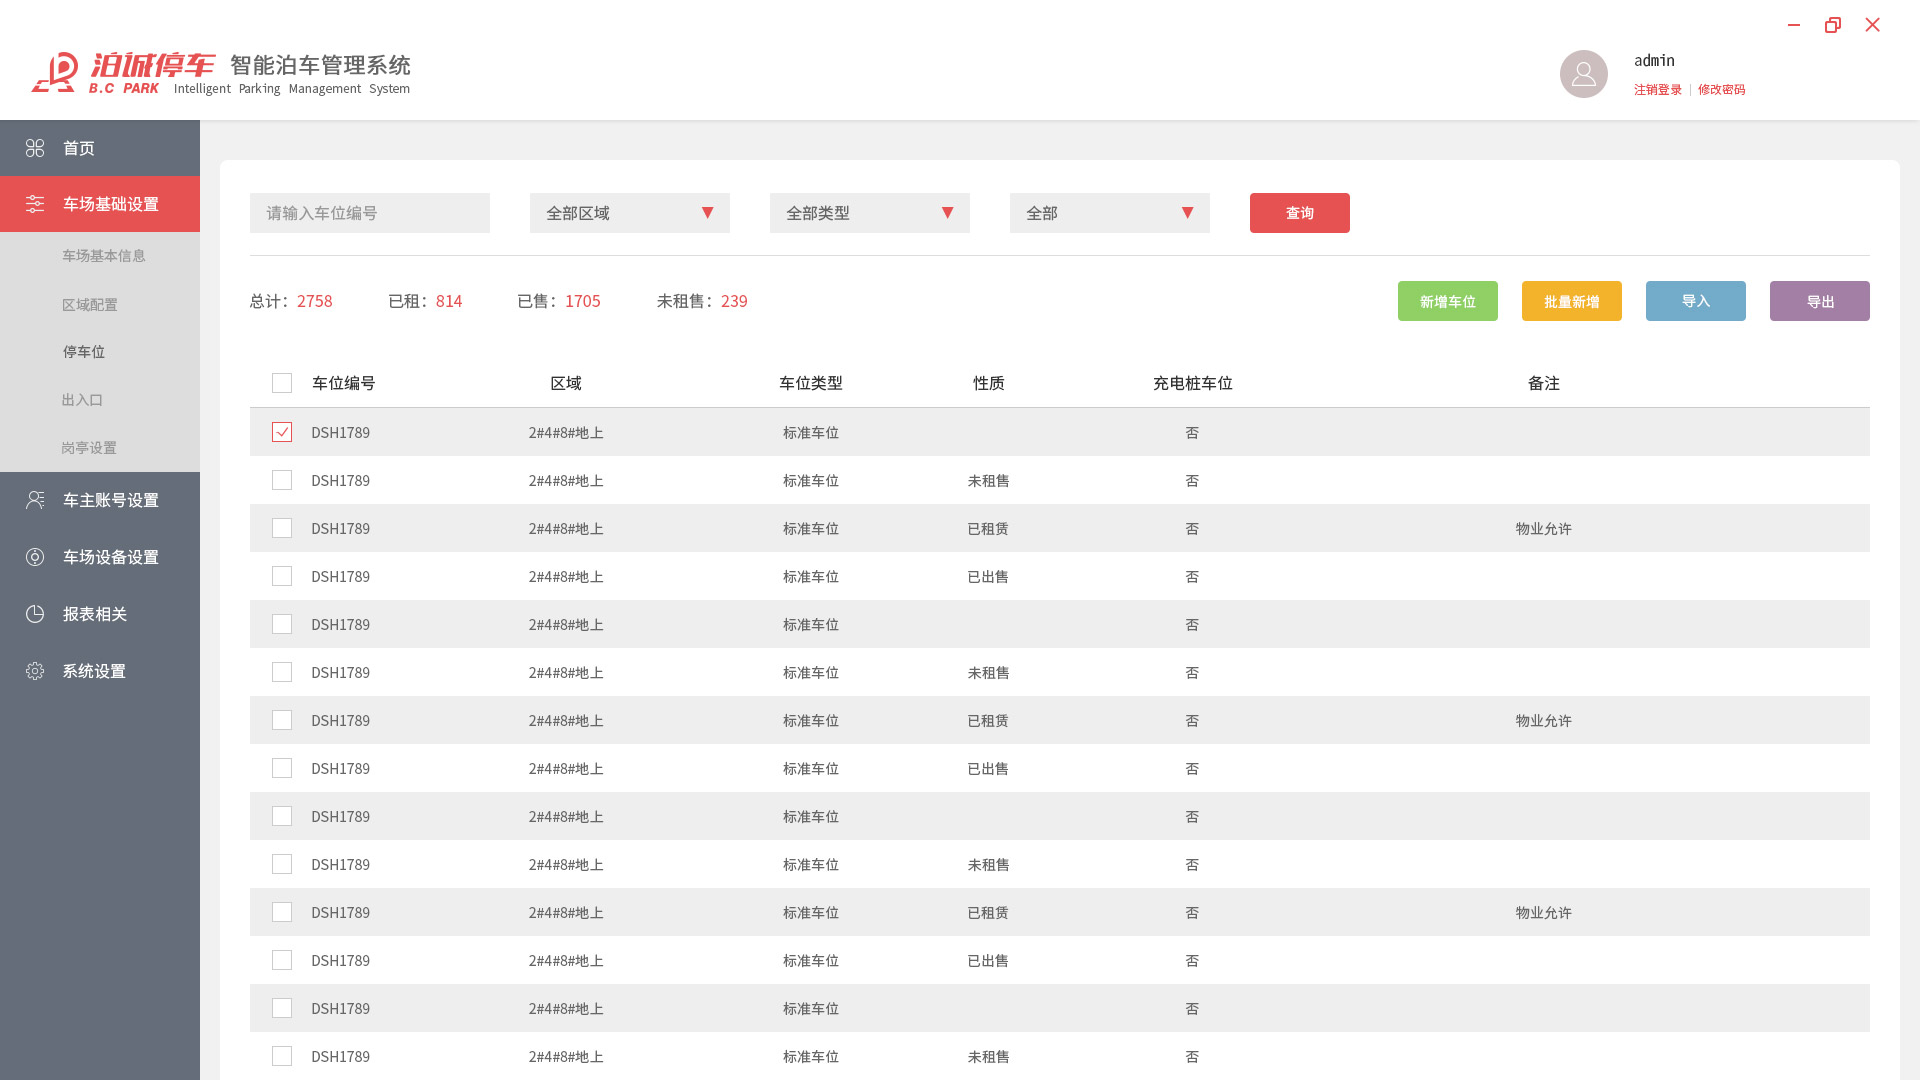 泊诚停车 智能泊车管理系统
B.C PARK Intelligent Parking Management System
admin
注销登录 | 修改密码
首页
车场基础设置
车场基本信息
区域配置
停车位
出入口
岗亭设置
车主账号设置
车场设备设置
报表相关
系统设置
请输入车位编号 全部区域 全部类型 全部 查询
总计：2758 已租：814 已售：1705 未租售：239 新增车位 批量新增 导入 导出
车位编号 区域 车位类型 性质 充电桩车位 备注
DSH1789 2#4#8#地上 标准车位 否
DSH1789 2#4#8#地上 标准车位 未租售 否
DSH1789 2#4#8#地上 标准车位 已租赁 否 物业允许
DSH1789 2#4#8#地上 标准车位 已出售 否
DSH1789 2#4#8#地上 标准车位 否
DSH1789 2#4#8#地上 标准车位 未租售 否
DSH1789 2#4#8#地上 标准车位 已租赁 否 物业允许
DSH1789 2#4#8#地上 标准车位 已出售 否
DSH1789 2#4#8#地上 标准车位 否
DSH1789 2#4#8#地上 标准车位 未租售 否
DSH1789 2#4#8#地上 标准车位 已租赁 否 物业允许
DSH1789 2#4#8#地上 标准车位 已出售 否
DSH1789 2#4#8#地上 标准车位 否
DSH1789 2#4#8#地上 标准车位 未租售 否